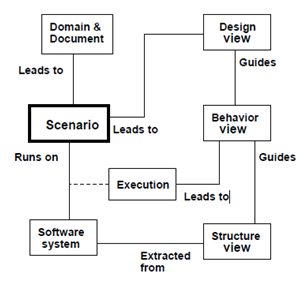 Domain &
Document
Design
view
Leads to
Guides
Scenario
Leads to
Behavior
view
Runs on
Guides
Execution
Leads to
Software
system
Structure
view
Extracted
from